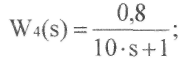 W₄(s) = 0,8 / (10·s+1);